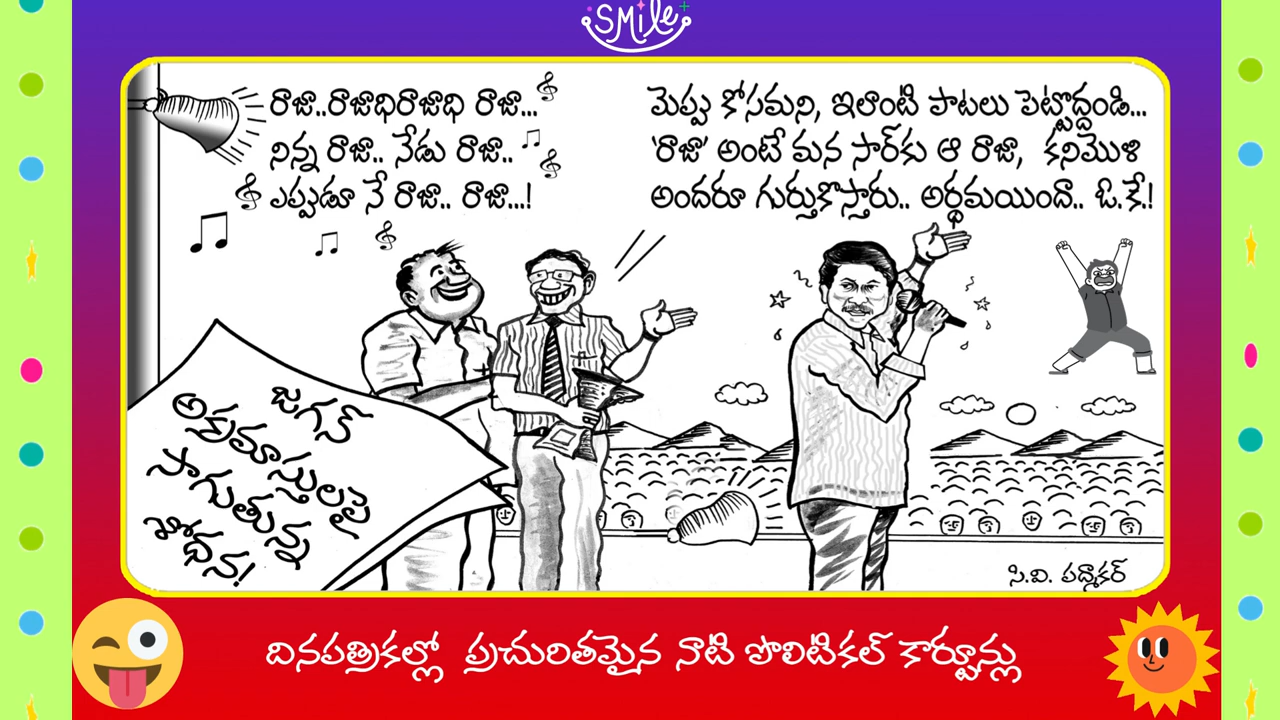 SMiLe
రాజా..రాజాధిరాజాధి రాజా...
నిన్న రాజా.. నేడు రాజా..
ఎప్పుడూ నే రాజా.. రాజా...!
మెప్పు కోసమని, ఇలాంటి పాటలు పెట్టొద్దండి...
'రాజా' అంటే మన సార్‌కు ఆ రాజా, కనిమొళి
అందరూ గుర్తుకొస్తారు.. అర్థమయిందా.. ఓ.కే.!
జగన్
అక్రమాస్తులపై
సాగుతున్న
శోధన!
సి.వి. పద్మాకర్
దినపత్రికల్లో ప్రచురితమైన నాటి పొలిటికల్ కార్టూన్లు